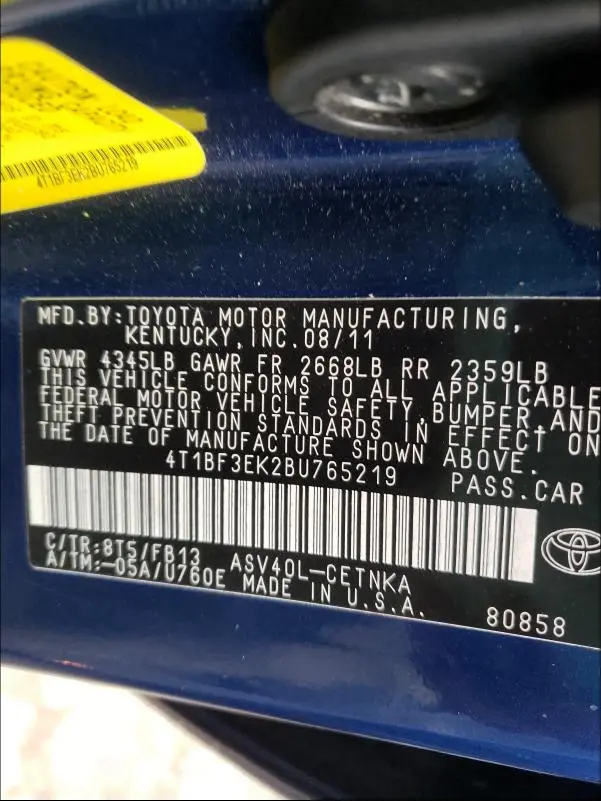 4T1BF3EK2BU765219
MFD.BY:TOYOTA MOTOR MANUFACTURING,
KENTUCKY,INC.08/11
GVWR 4345LB GAWR FR 2668LB RR 2359LB
THIS VEHICLE CONFORMS TO ALL APPLICABLE
FEDERAL MOTOR VEHICLE SAFETY,BUMPER,AND
THEFT PREVENTION STANDARDS IN EFFECT ON
THE DATE OF MANUFACTURE SHOWN ABOVE.
4T1BF3EK2BU765219 PASS.CAR
C/TR:8T5/FB13 ASV40L-CETNKA
A/TM:-05A/U760E MADE IN U.S.A. 80858